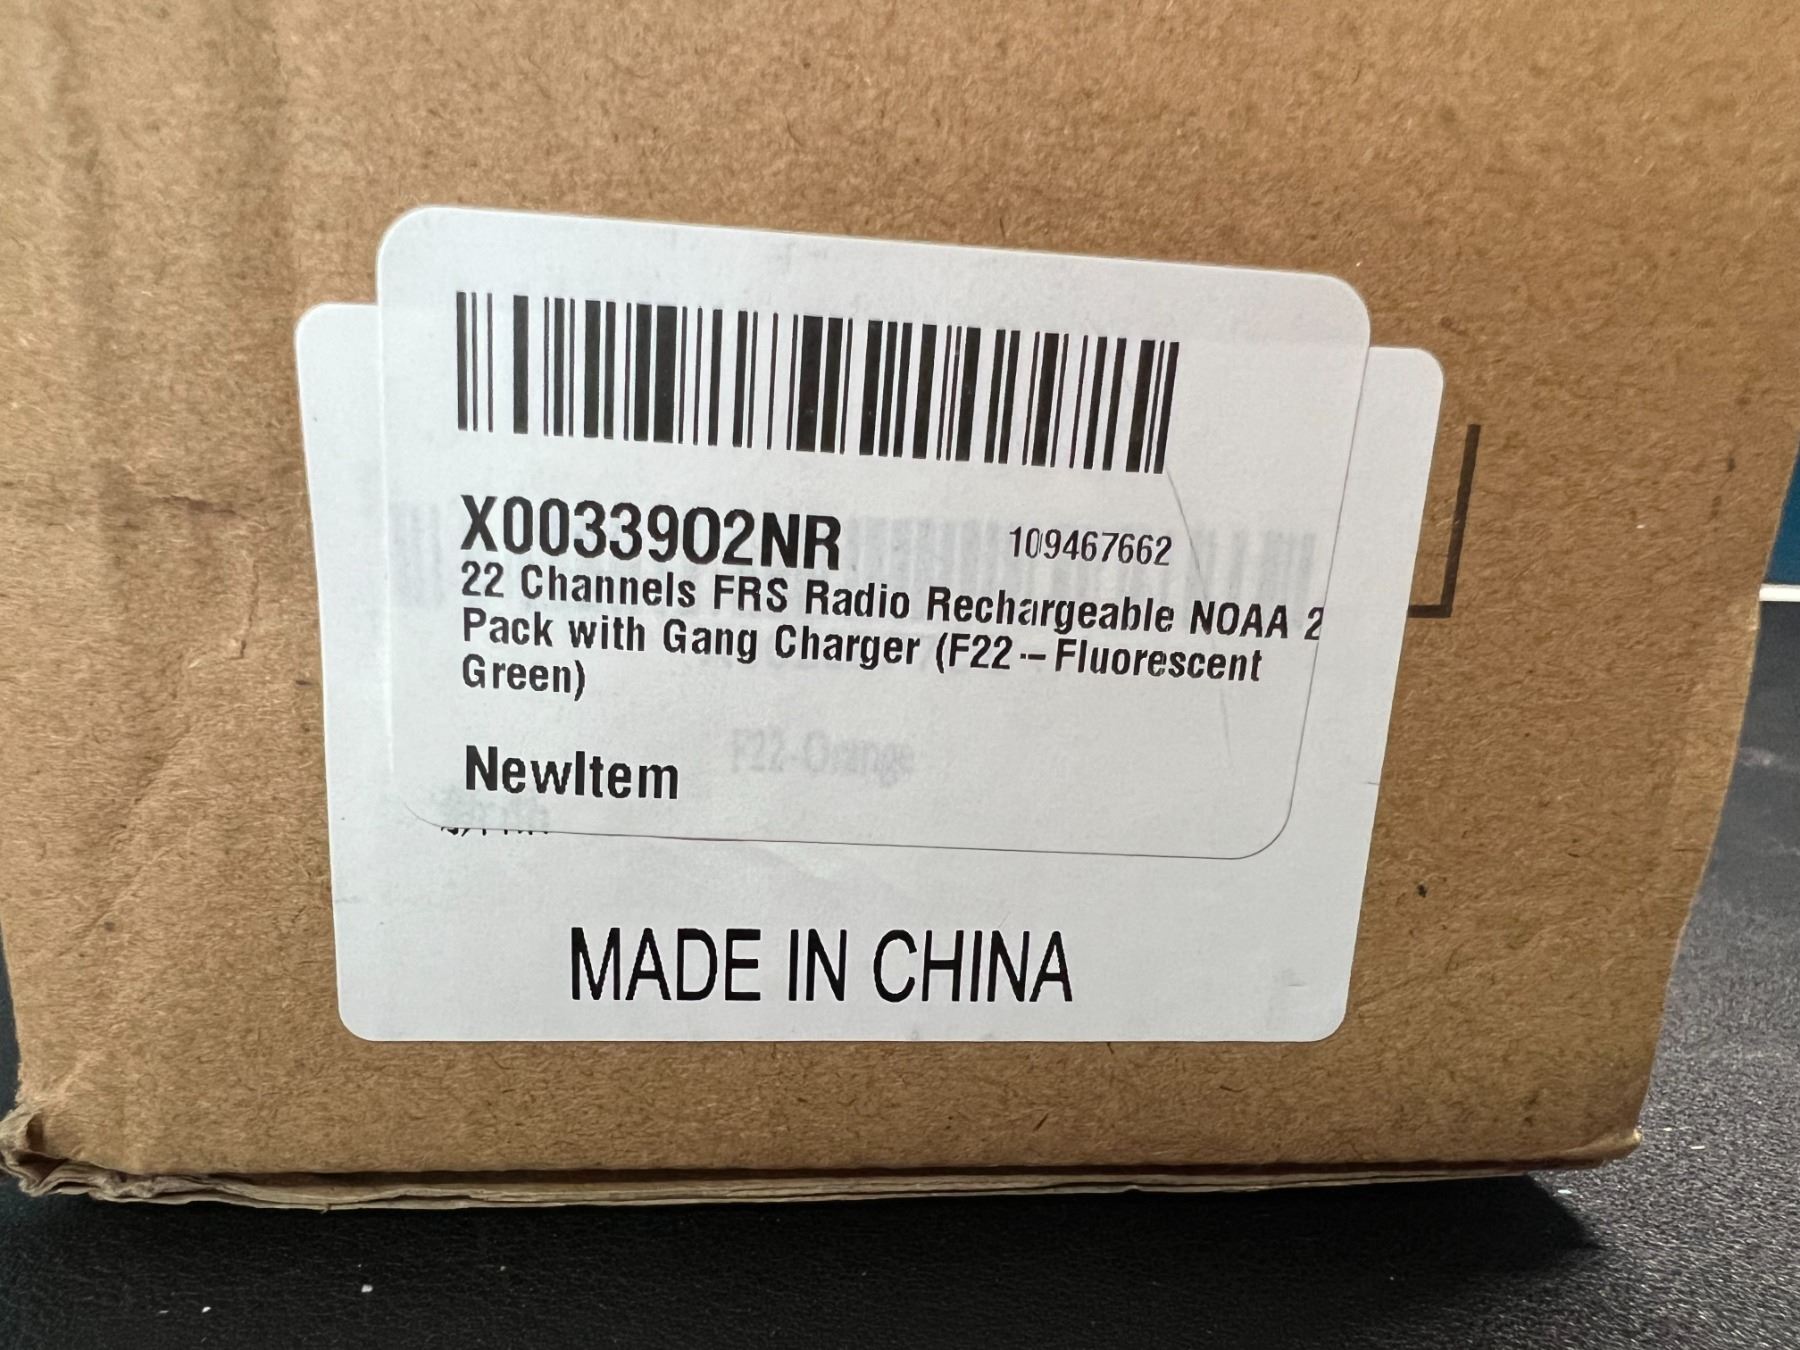 X00339O2NR 109467662
22 Channels FRS Radio Rechargeable NOAA 2
Pack with Gang Charger (F22 -- Fluorescent
Green)
F22-Orange
NewItem
MADE IN CHINA